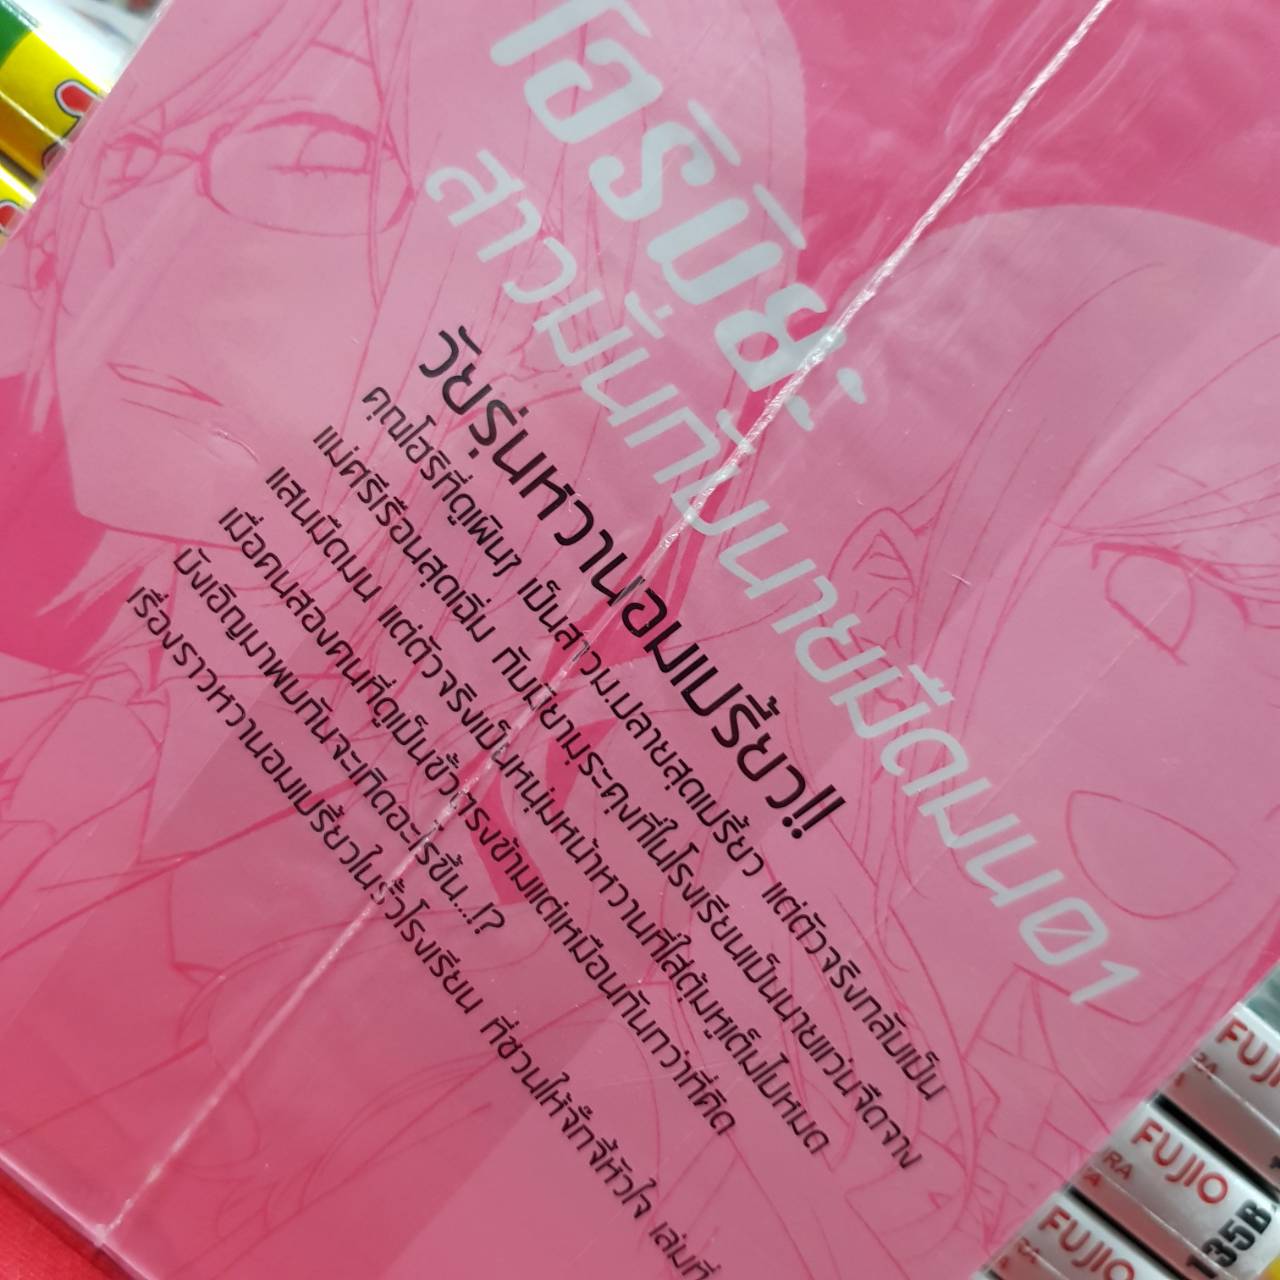 โฮริมิยะ
สาวมั่นกับนายมืดมน 01
วัยรุ่นหวานอมเปรี้ยว!!
คุณโฮริที่ดูเผินๆ เป็นสาวม.ปลายสุดเปรี้ยว แต่ตัวจริงกลับเป็น
แม่ศรีเรือนสุดเฉิ่ม กับมิยามุระคุงที่ในโรงเรียนเป็นนายแว่นจืดจาง
แสนมืดมน แต่ตัวจริงเป็นหนุ่มหน้าหวานที่ใส่ตุ้มหูเต็มไปหมด
เมื่อคนสองคนที่ดูเป็นขั้วตรงข้ามแต่เหมือนกันกว่าที่คิด
บังเอิญมาพบกันจะเกิดอะไรขึ้น...!?
เรื่องราวหวานอมเปรี้ยวในรั้วโรงเรียน ที่ชวนให้จั๊กจี้หัวใจ เล่มที่
FUJIO
FUJIO
RA
135B
FUJIO